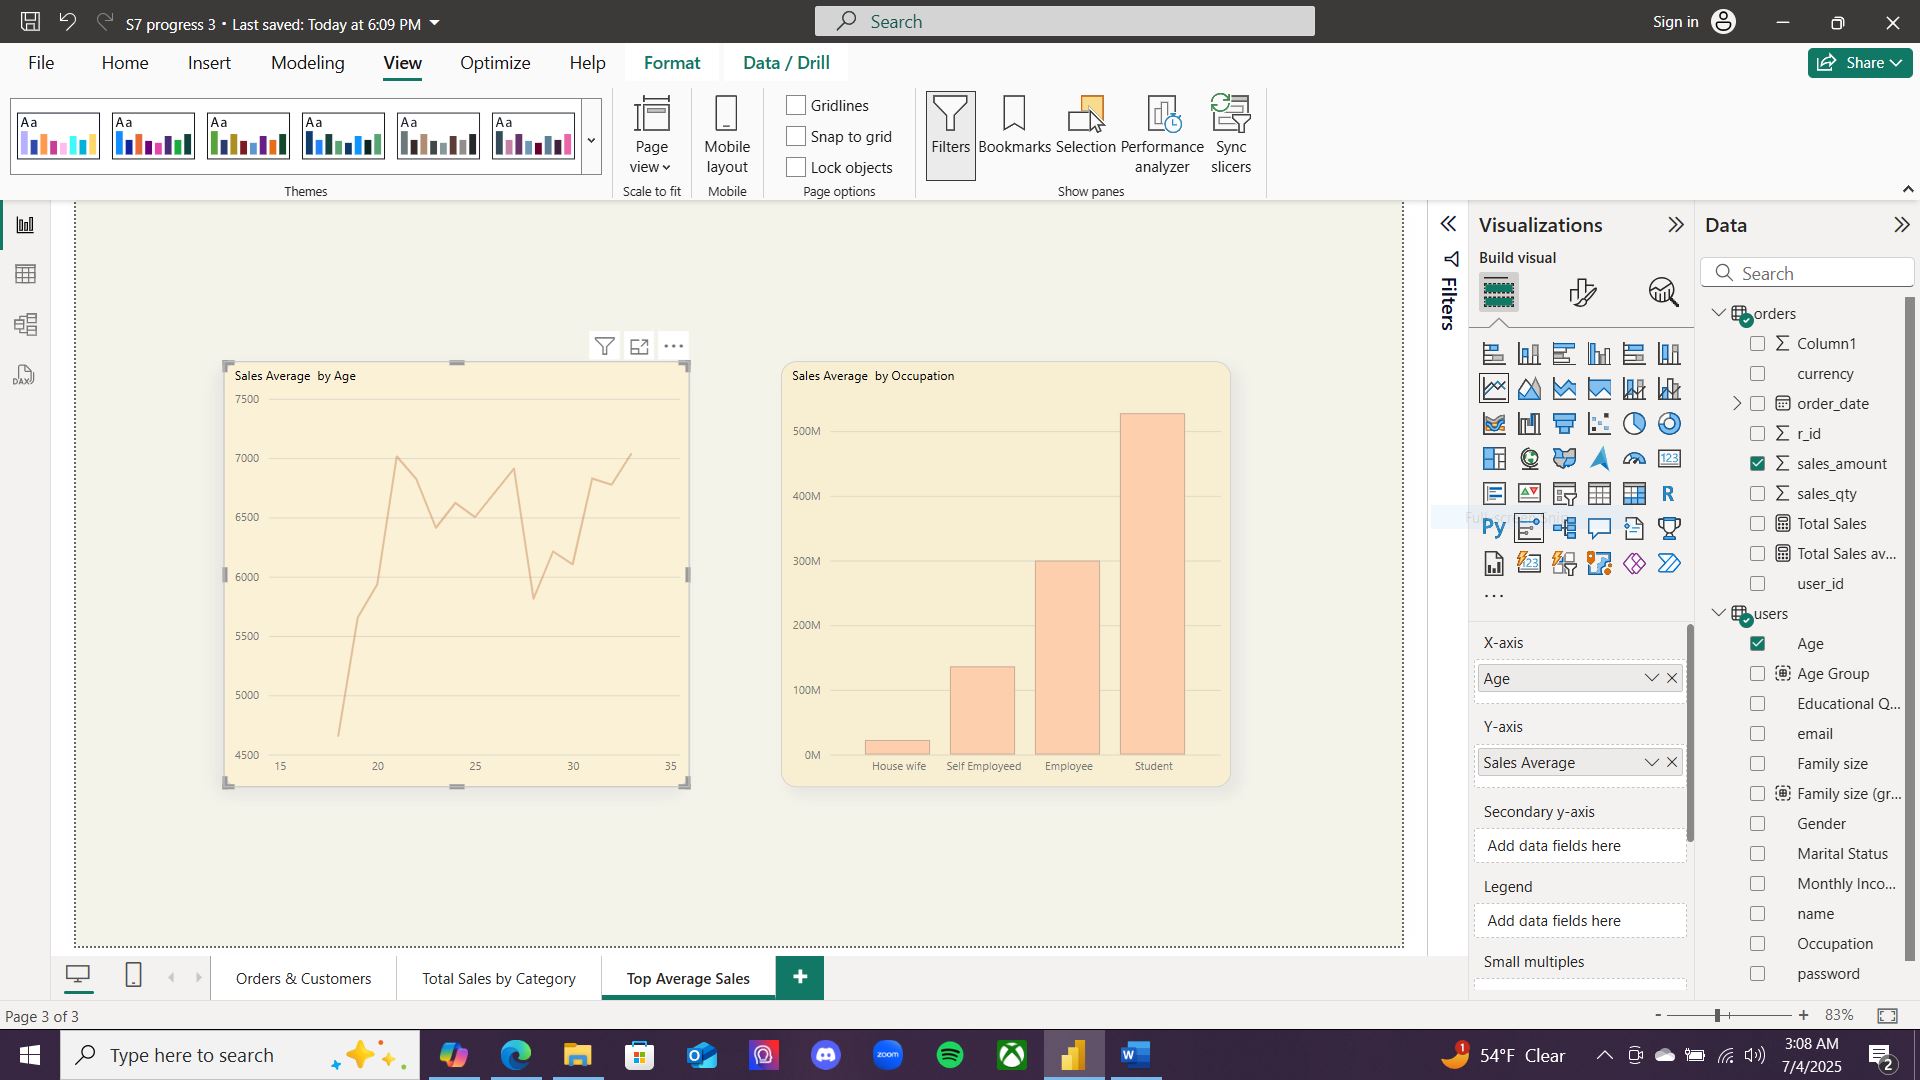 S7 progress 3 • Last saved: Today at 6:09 PM
Search
Sign in
File
Home
Insert
Modeling
View
Optimize
Help
Format
Data / Drill
Share
Aa
Aa
Aa
Aa
Aa
Aa
Page view
Mobile layout
Gridlines
Snap to grid
Lock objects
Filters
Bookmarks
Selection
Performance analyzer
Sync slicers
Themes
Scale to fit
Mobile
Page options
Show panes
Sales Average by Age
7500
7000
6500
6000
5500
5000
4500
15
20
25
30
35
Sales Average by Occupation
500M
400M
300M
200M
100M
0M
House wife
Self Employeed
Employee
Student
Filters
Visualizations
Build visual
123
R
Py
123
...
X-axis
Age
Y-axis
Sales Average
Secondary y-axis
Add data fields here
Legend
Add data fields here
Small multiples
Data
Search
orders
Column1
currency
order_date
r_id
sales_amount
sales_qty
Total Sales
Total Sales av...
user_id
users
Age
Age Group
Educational Q...
email
Family size
Family size (gr...
Gender
Marital Status
Monthly Inco...
name
Occupation
password
DAX
Orders & Customers
Total Sales by Category
Top Average Sales
+
Page 3 of 3
- + 83%
Type here to search
zoom
W
1
54°F Clear
3:08 AM
7/4/2025
2